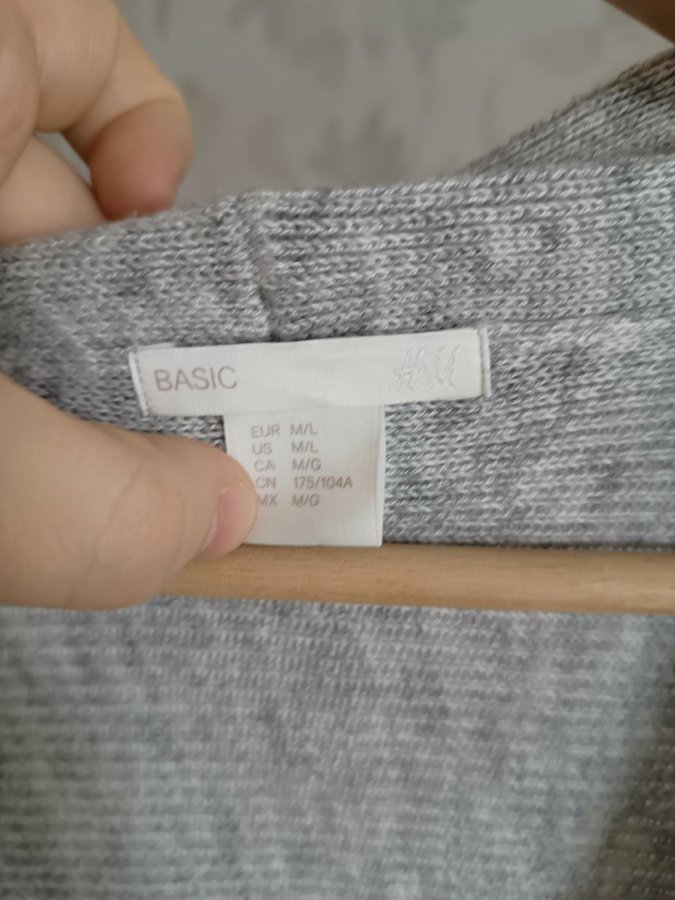 BASIC H&M
EUR M/L
US M/L
CA M/G
CN 175/104A
MX M/G